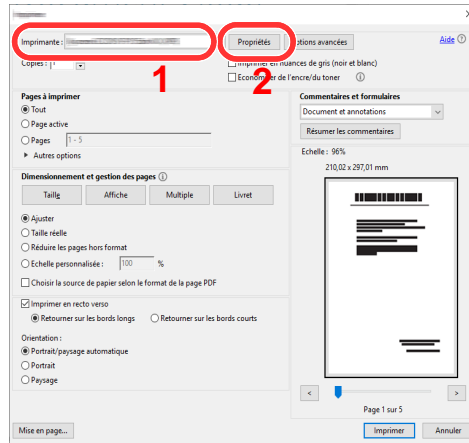 Imprimante :
Propriétés
options avancées
Aide
1
2
Copies : 1
Imprimer en nuances de gris (noir et blanc)
Economiser de l'encre/du toner
Pages à imprimer
Tout
Page active
Pages 1 - 5
Autres options
Commentaires et formulaires
Document et annotations
Résumer les commentaires
Echelle : 96%
210,02 x 297,01 mm
Dimensionnement et gestion des pages
Taille Affiche Multiple Livret
Ajuster
Taille réelle
Réduire les pages hors format
Echelle personnalisée : 100 %
Choisir la source de papier selon le format de la page PDF
Imprimer en recto verso
Retourner sur les bords longs Retourner sur les bords courts
Orientation :
Portrait/paysage automatique
Portrait
Paysage
< >
Page 1 sur 5
Mise en page... Imprimer Annuler